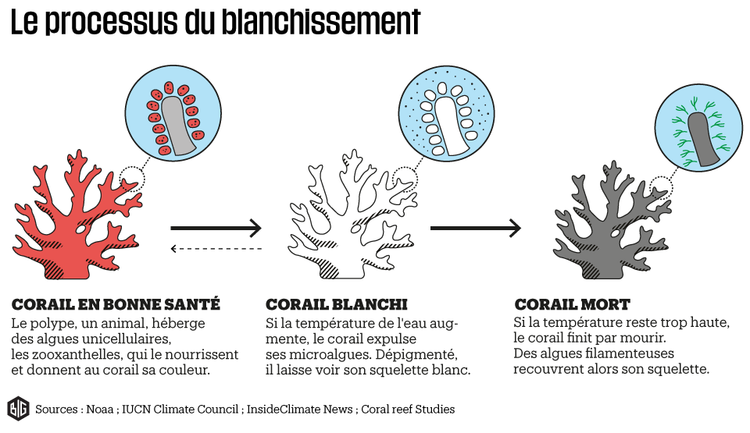 Le processus du blanchissement
CORAIL EN BONNE SANTÉ
Le polype, un animal, héberge
des algues unicellulaires,
les zooxanthelles, qui le nourrissent
et donnent au corail sa couleur.
CORAIL BLANCHI
Si la température de l'eau aug-
mente, le corail expulse
ses microalgues. Dépigmenté,
il laisse voir son squelette blanc.
CORAIL MORT
Si la température reste trop haute,
le corail finit par mourir.
Des algues filamenteuses
recouvrent alors son squelette.
BIG Sources : Noaa ; IUCN Climate Council ; InsideClimate News ; Coral reef Studies